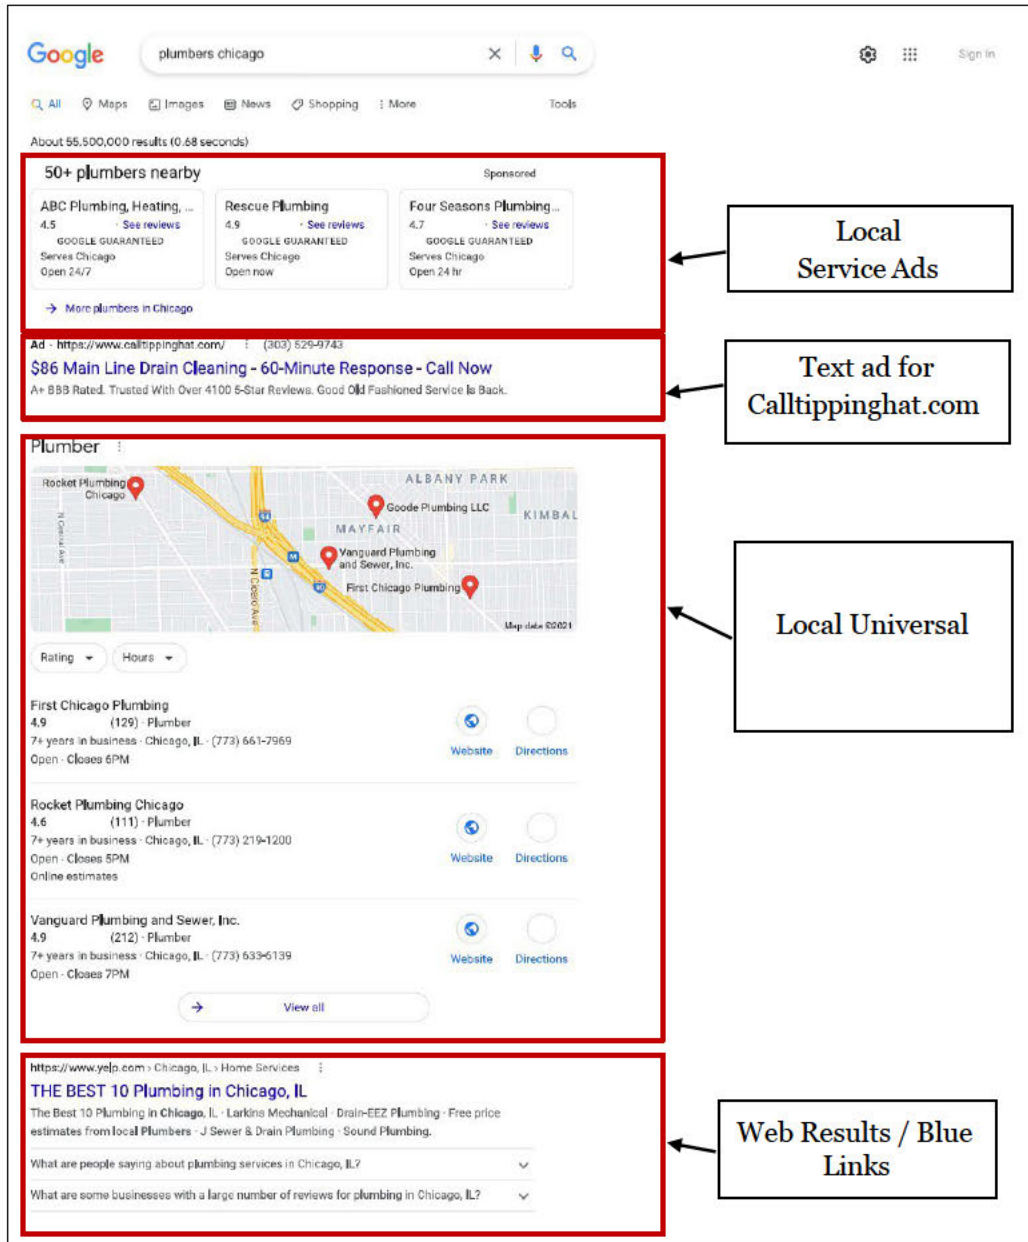 Google
plumbers chicago
Sign in
All Maps Images News Shopping More Tools
About 55,500,000 results (0.68 seconds)
50+ plumbers nearby Sponsored
ABC Plumbing, Heating, ...
4.5 · See reviews
GOOGLE GUARANTEED
Serves Chicago
Open 24/7
Rescue Plumbing
4.9 · See reviews
GOOGLE GUARANTEED
Serves Chicago
Open now
Four Seasons Plumbing...
4.7 · See reviews
GOOGLE GUARANTEED
Serves Chicago
Open 24 hr
→ More plumbers in Chicago
Local
Service Ads
Ad · https://www.calltippinghat.com/ (303) 529-9743
$86 Main Line Drain Cleaning - 60-Minute Response - Call Now
A+ BBB Rated. Trusted With Over 4100 5-Star Reviews. Good Old Fashioned Service Is Back.
Text ad for
Calltippinghat.com
Plumber
ALBANY PARK
Rocket Plumbing
Chicago
Goode Plumbing LLC
KIMBAL
MAYFAIR
N Central Ave
Vanguard Plumbing
and Sewer, Inc.
N Cicero Ave
First Chicago Plumbing
Map data ©2021
Local Universal
Rating Hours
First Chicago Plumbing
4.9 (129) · Plumber
7+ years in business · Chicago, IL · (773) 661-7969
Open · Closes 6PM
Website Directions
Rocket Plumbing Chicago
4.6 (111) · Plumber
7+ years in business · Chicago, IL · (773) 219-1200
Open · Closes 5PM
Online estimates
Website Directions
Vanguard Plumbing and Sewer, Inc.
4.9 (212) · Plumber
7+ years in business · Chicago, IL · (773) 633-5139
Open · Closes 7PM
Website Directions
→ View all
https://www.yelp.com › Chicago, IL › Home Services
THE BEST 10 Plumbing in Chicago, IL
The Best 10 Plumbing in Chicago, IL · Larkins Mechanical · Drain-EEZ Plumbing · Free price
estimates from local Plumbers · J Sewer & Drain Plumbing · Sound Plumbing.
What are people saying about plumbing services in Chicago, IL?
What are some businesses with a large number of reviews for plumbing in Chicago, IL?
Web Results / Blue
Links